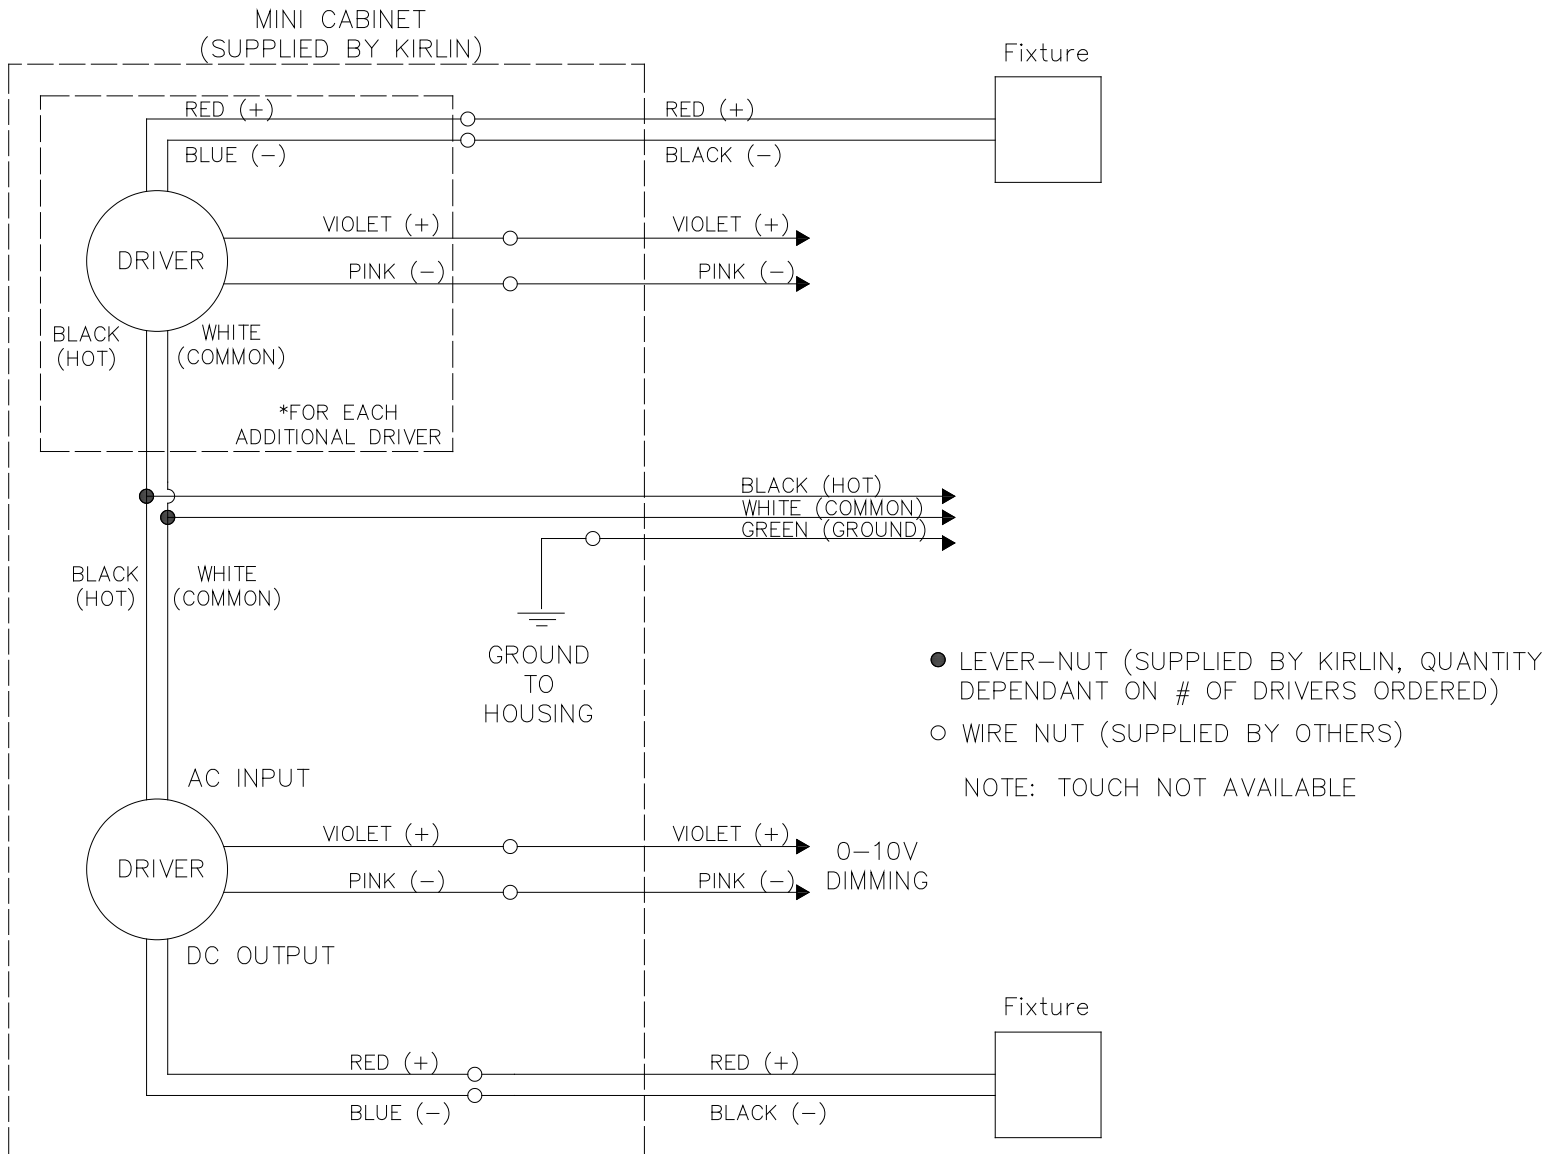 MINI CABINET
(SUPPLIED BY KIRLIN)
Fixture
RED (+)
RED (+)
BLUE (-)
BLACK (-)
VIOLET (+)
VIOLET (+)
DRIVER
PINK (-)
PINK (-)
BLACK
(HOT)
WHITE
(COMMON)
*FOR EACH
ADDITIONAL DRIVER
BLACK (HOT)
WHITE (COMMON)
GREEN (GROUND)
BLACK
(HOT)
WHITE
(COMMON)
GROUND
TO
HOUSING
LEVER-NUT (SUPPLIED BY KIRLIN, QUANTITY
DEPENDANT ON # OF DRIVERS ORDERED)
WIRE NUT (SUPPLIED BY OTHERS)
NOTE: TOUCH NOT AVAILABLE
AC INPUT
VIOLET (+)
VIOLET (+)
DRIVER
PINK (-)
PINK (-)
0-10V
DIMMING
DC OUTPUT
Fixture
RED (+)
RED (+)
BLUE (-)
BLACK (-)